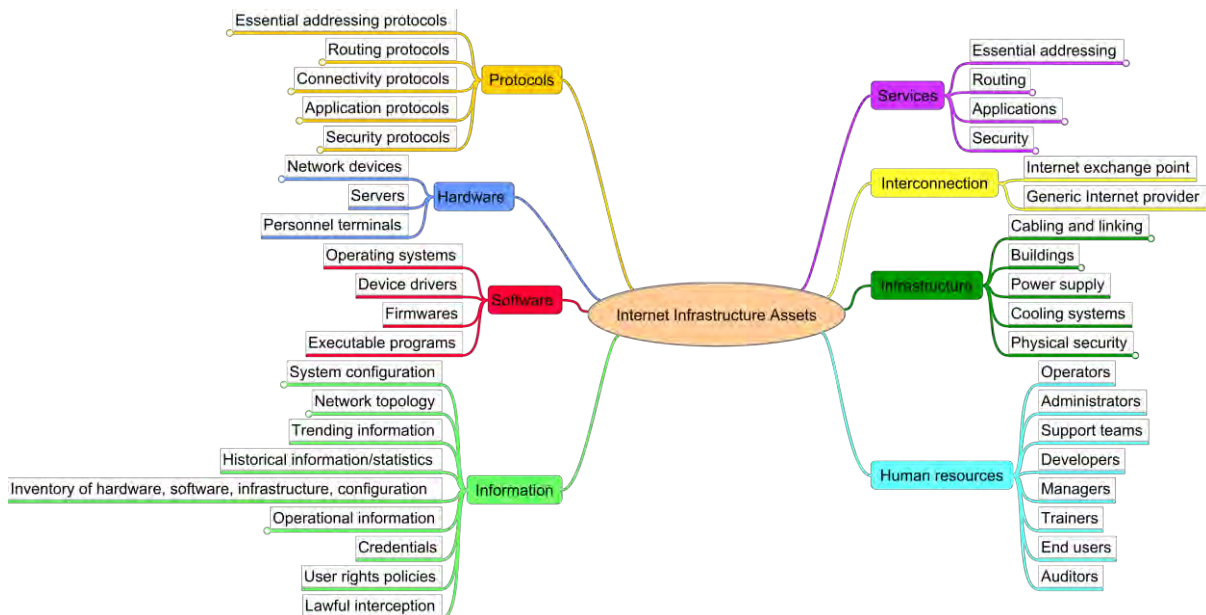 Essential addressing protocols
Routing protocols
Connectivity protocols
Application protocols
Security protocols
Protocols
Network devices
Servers
Personnel terminals
Hardware
Operating systems
Device drivers
Firmwares
Executable programs
Software
System configuration
Network topology
Trending information
Historical information/statistics
Inventory of hardware, software, infrastructure, configuration
Operational information
Credentials
User rights policies
Lawful interception
Information
Internet Infrastructure Assets
Services
Essential addressing
Routing
Applications
Security
Interconnection
Internet exchange point
Generic Internet provider
Infrastructure
Cabling and linking
Buildings
Power supply
Cooling systems
Physical security
Human resources
Operators
Administrators
Support teams
Developers
Managers
Trainers
End users
Auditors